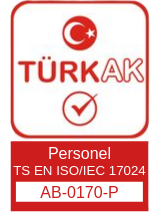 TÜRKAK
Personel
TS EN ISO/IEC 17024
AB-0170-P